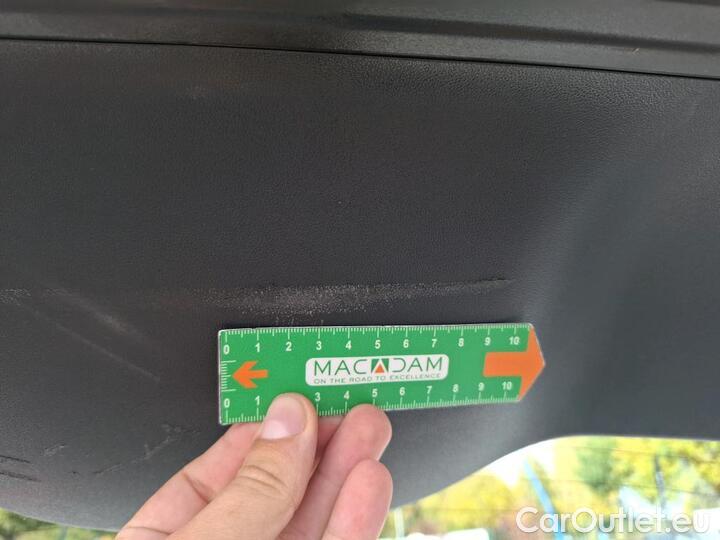 0 1 2 3 4 5 6 7 8 9 10
MACADAM
ON THE ROAD TO EXCELLENCE
0 1 3 4 5 6 7 8 9 10
CarOutlet.eu